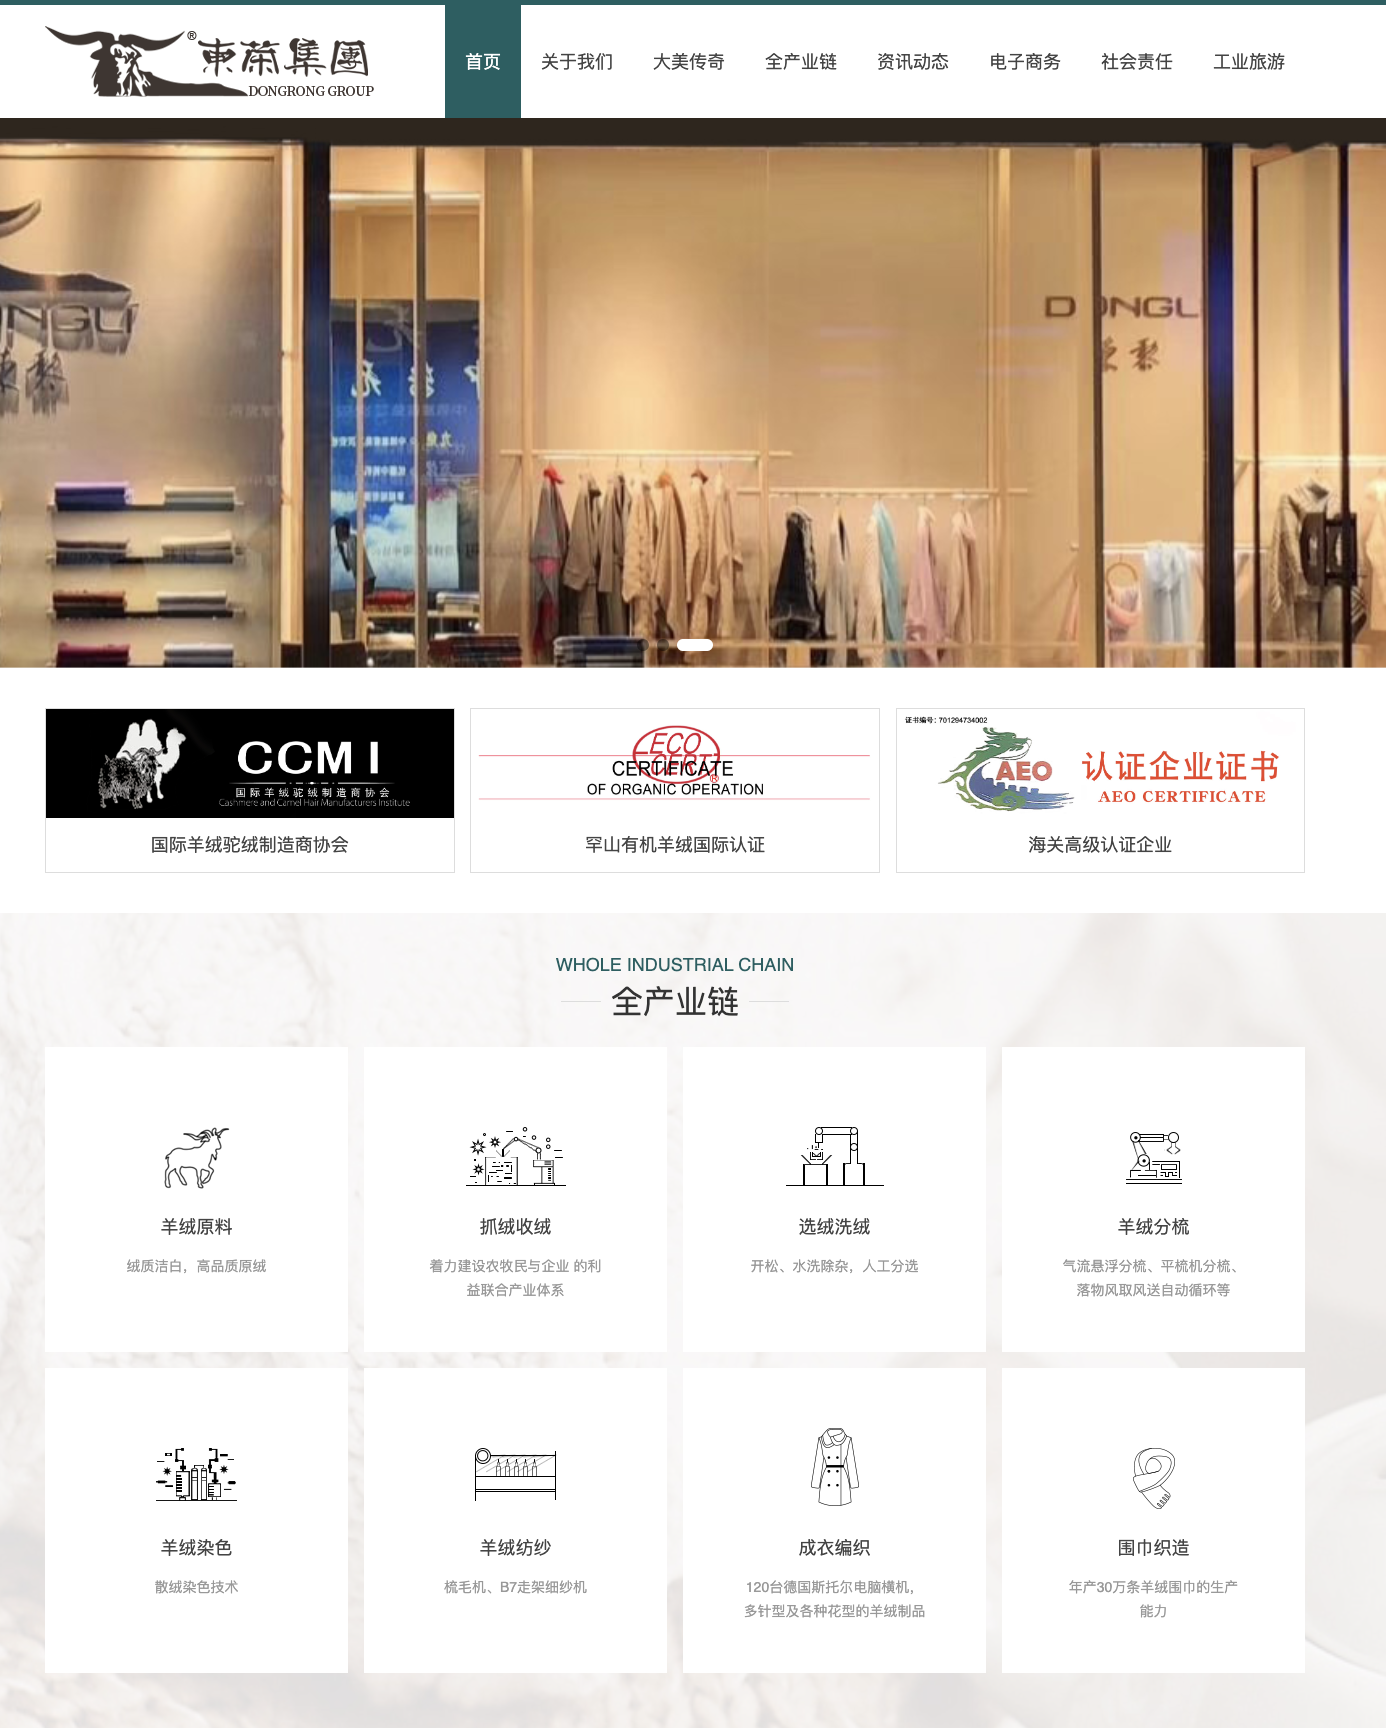 東荣集團
®
DONGRONG GROUP
首页
关于我们
大美传奇
全产业链
资讯动态
电子商务
社会责任
工业旅游
CCMI
国际羊绒驼绒制造商协会
Cashmere and Camel Hair Manufacturers Institute
国际羊绒驼绒制造商协会
ECO
CERT
®
CERTIFICATE
OF ORGANIC OPERATION
罕山有机羊绒国际认证
证书编号：701294734002
AEO
认证企业证书
AEO CERTIFICATE
海关高级认证企业
WHOLE INDUSTRIAL CHAIN
全产业链
羊绒原料
绒质洁白，高品质原绒
抓绒收绒
着力建设农牧民与企业 的利
益联合产业体系
选绒洗绒
开松、水洗除杂，人工分选
羊绒分梳
气流悬浮分梳、平梳机分梳、
落物风取风送自动循环等
羊绒染色
散绒染色技术
羊绒纺纱
梳毛机、B7走架细纱机
成衣编织
120台德国斯托尔电脑横机，
多针型及各种花型的羊绒制品
围巾织造
年产30万条羊绒围巾的生产
能力